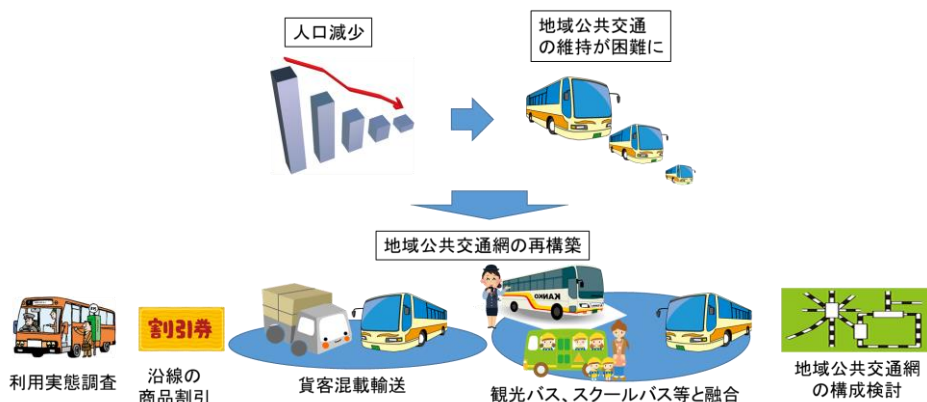 人口減少
地域公共交通
の維持が困難に
地域公共交通網の再構築
KANKO
割引券
利用実態調査
沿線の
商品割引
貨客混載輸送
観光バス、スクールバス等と融合
地域公共交通網
の構成検討